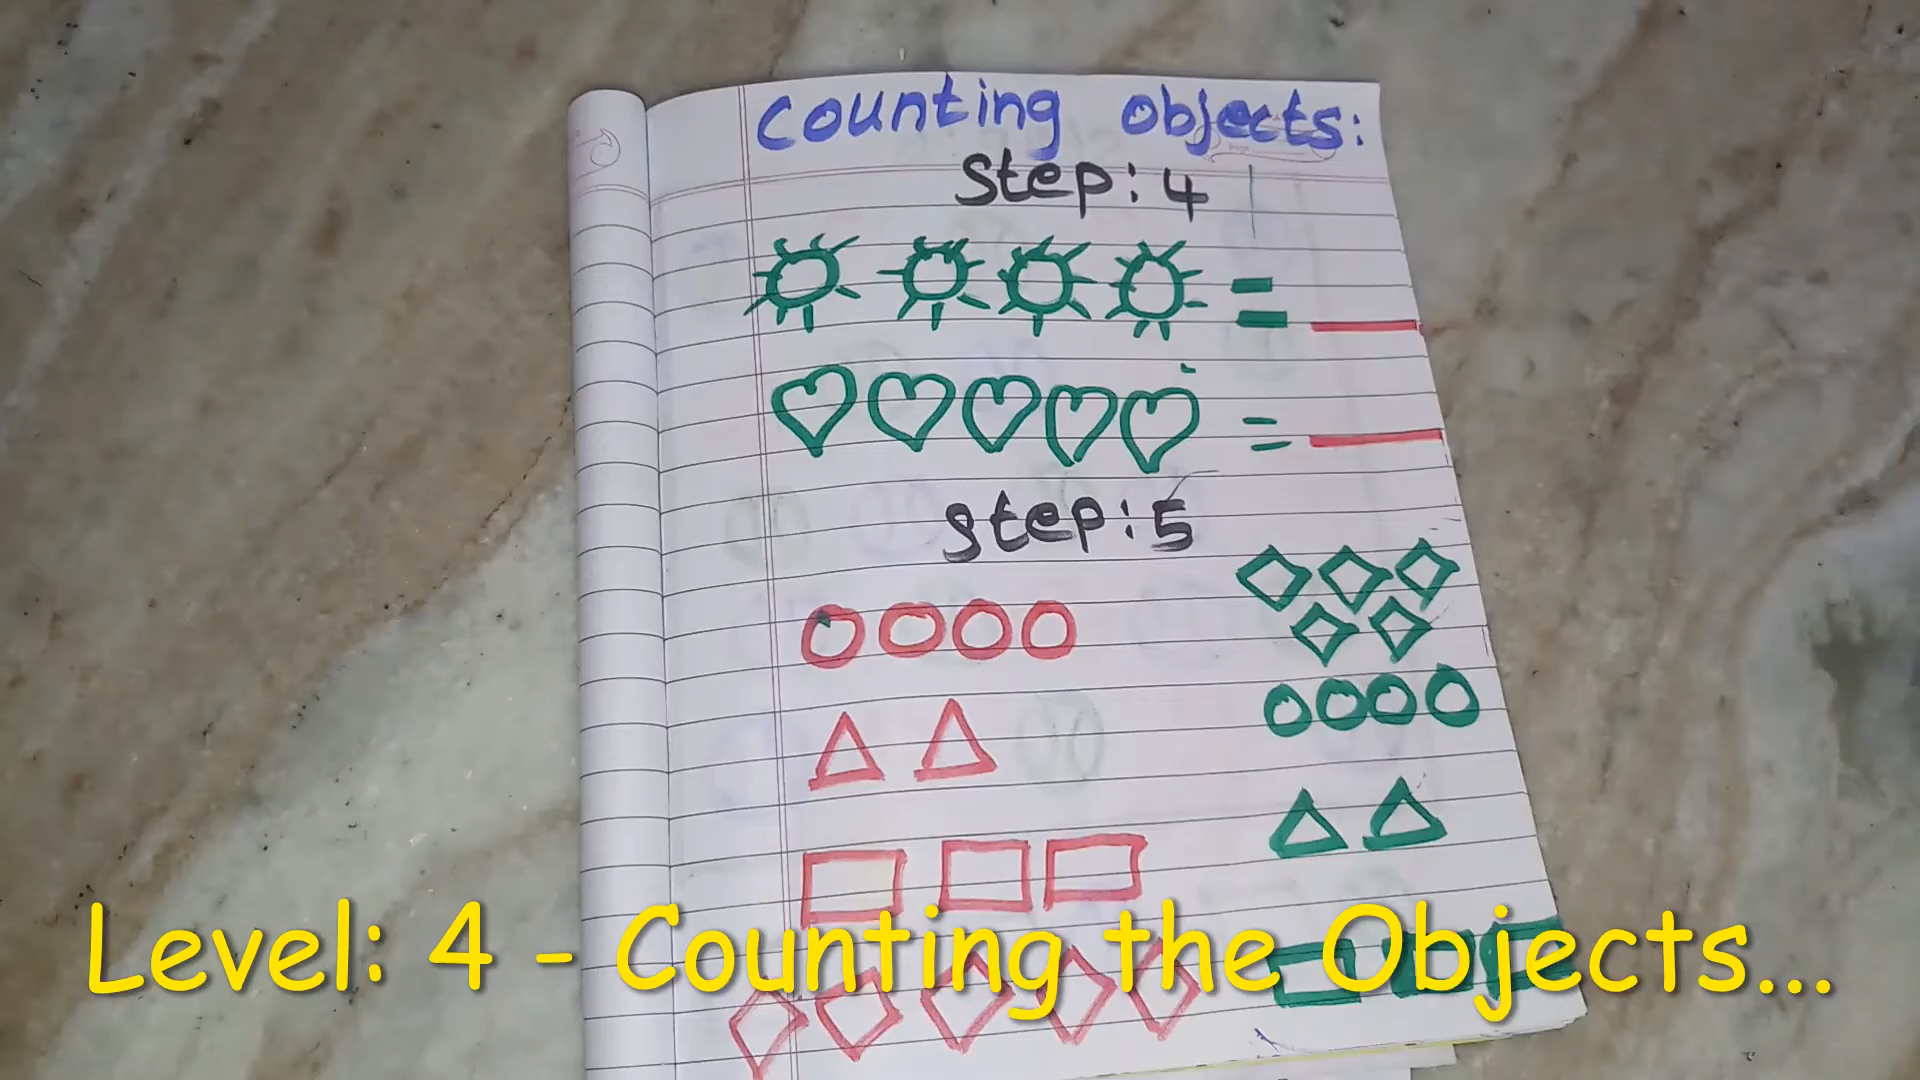 Counting objects:
Step: 4
=
=
Step: 5
Level: 4 - Counting the Objects...